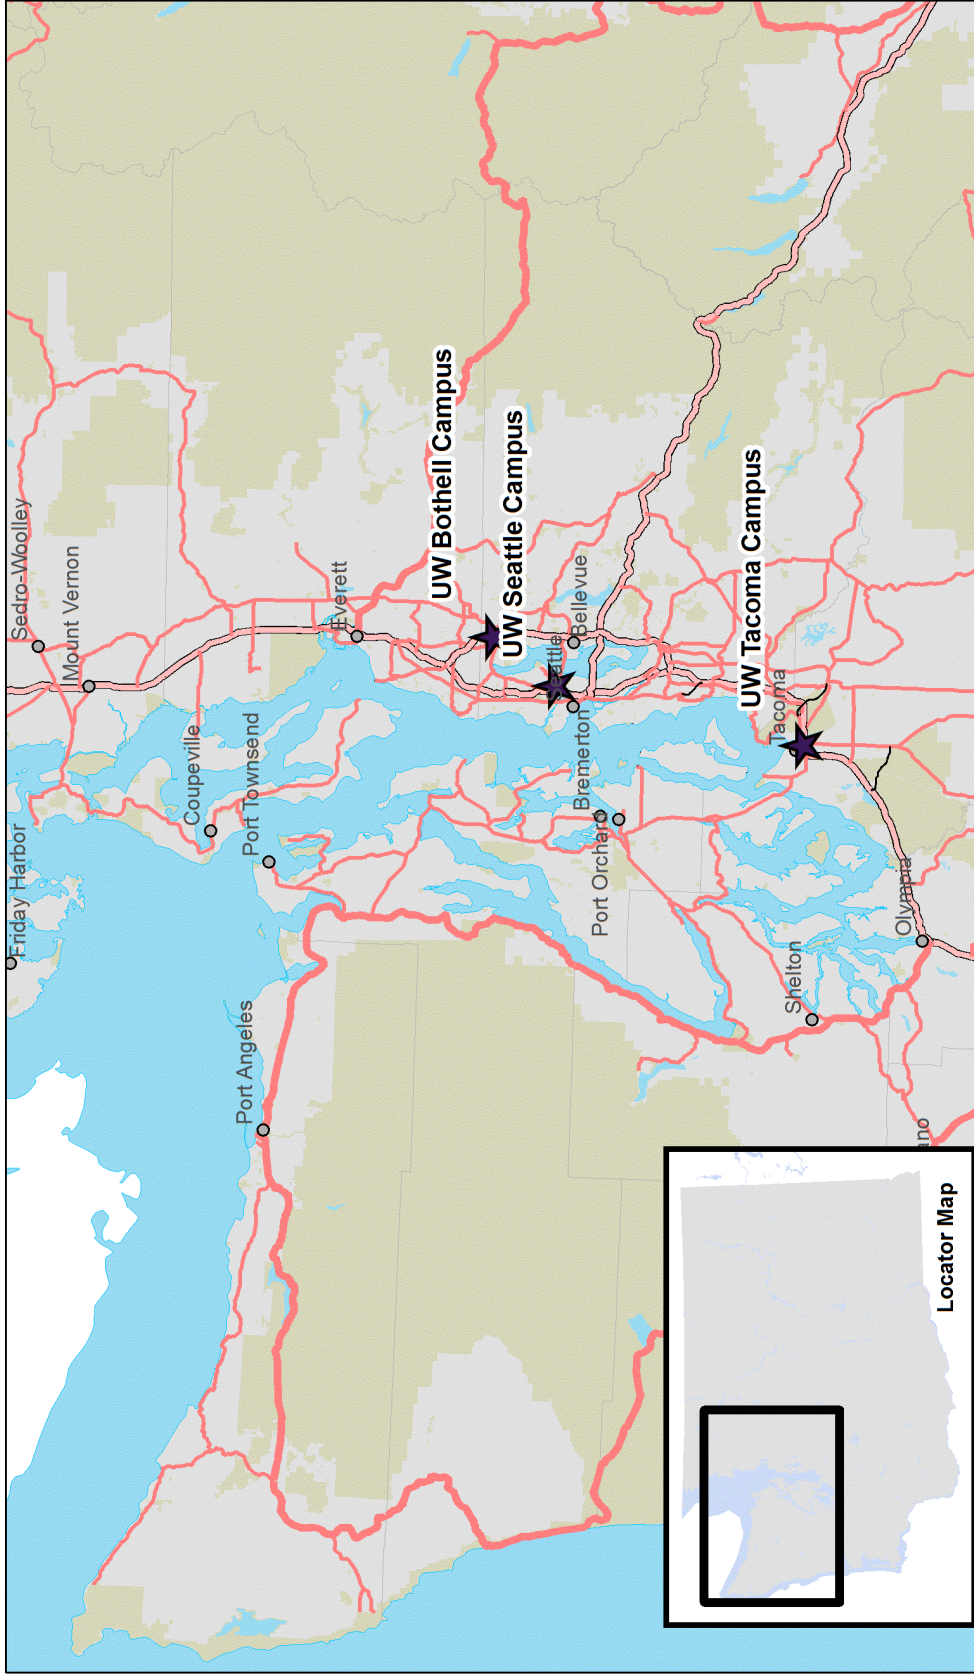 Sedro-Woolley
Mount Vernon
Friday Harbor
Coupeville
Port Townsend
Port Angeles
Everett
UW Bothell Campus
UW Seattle Campus
Seattle
Bellevue
Bremerton
Port Orchard
UW Tacoma Campus
Tacoma
Shelton
Olympia
ano
Locator Map